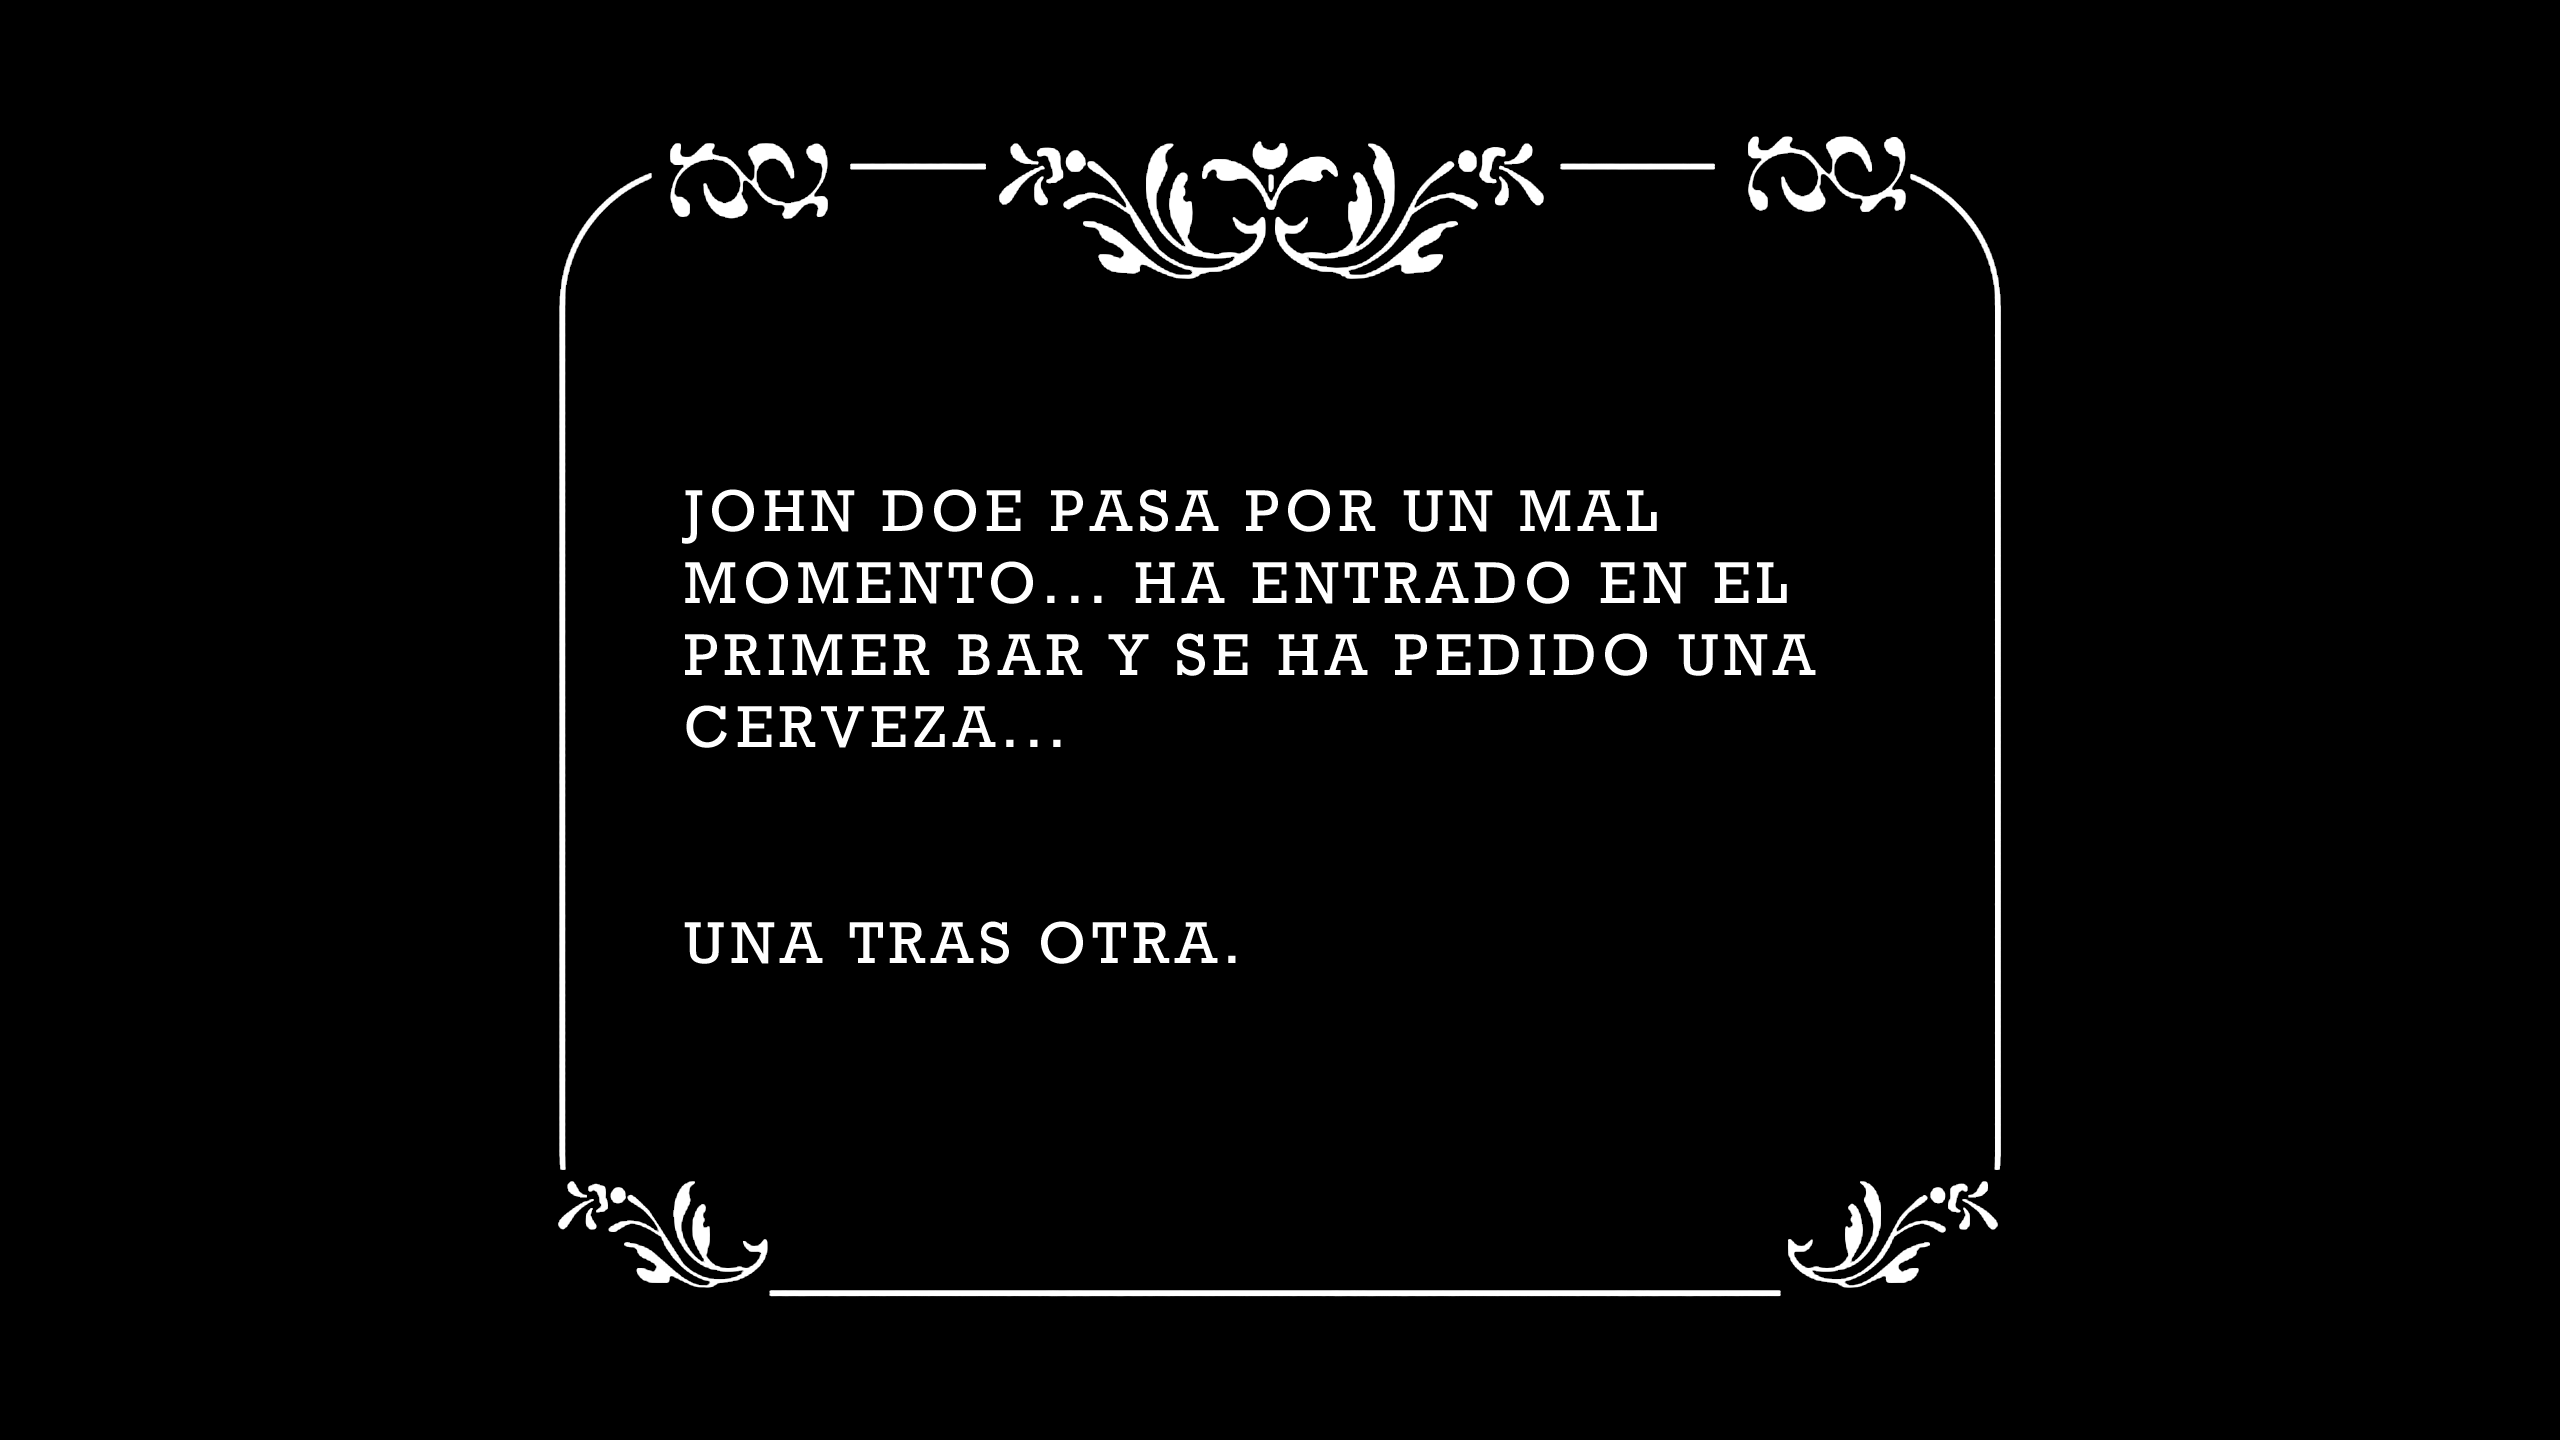 JOHN DOE PASA POR UN MAL
MOMENTO... HA ENTRADO EN EL
PRIMER BAR Y SE HA PEDIDO UNA
CERVEZA...
UNA TRAS OTRA.